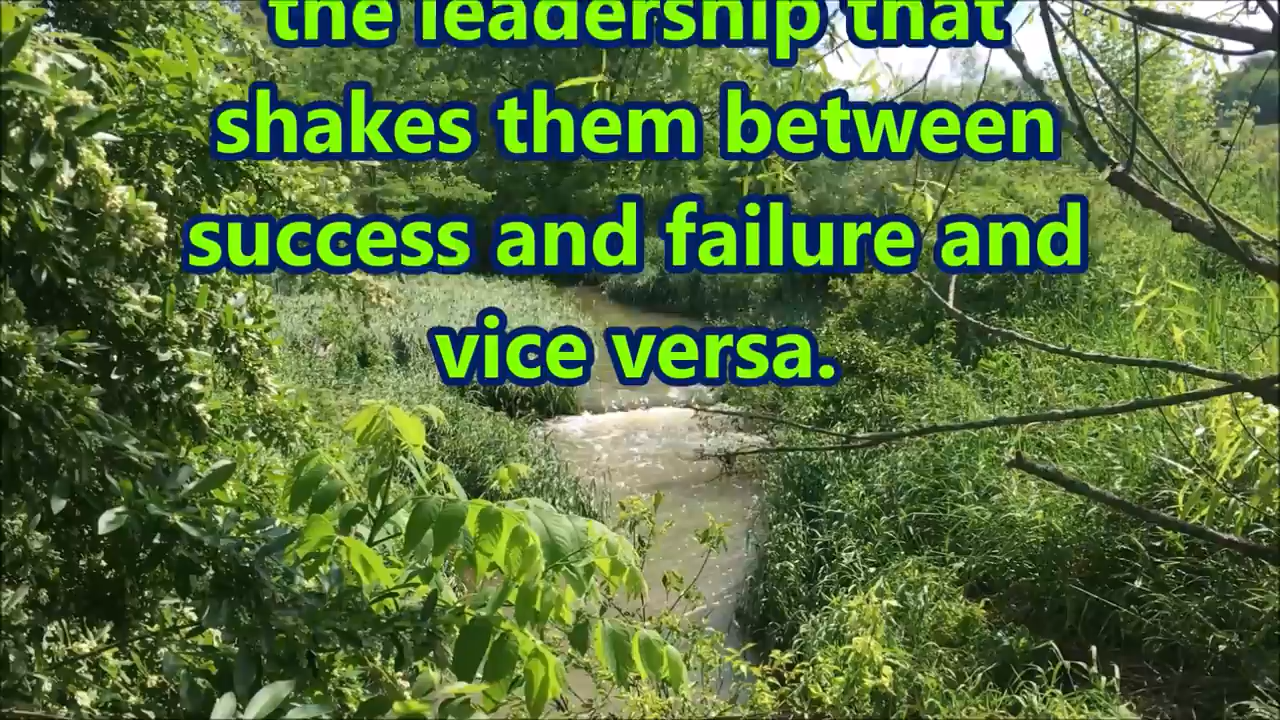 the leadership that
shakes them between
success and failure and
vice versa.